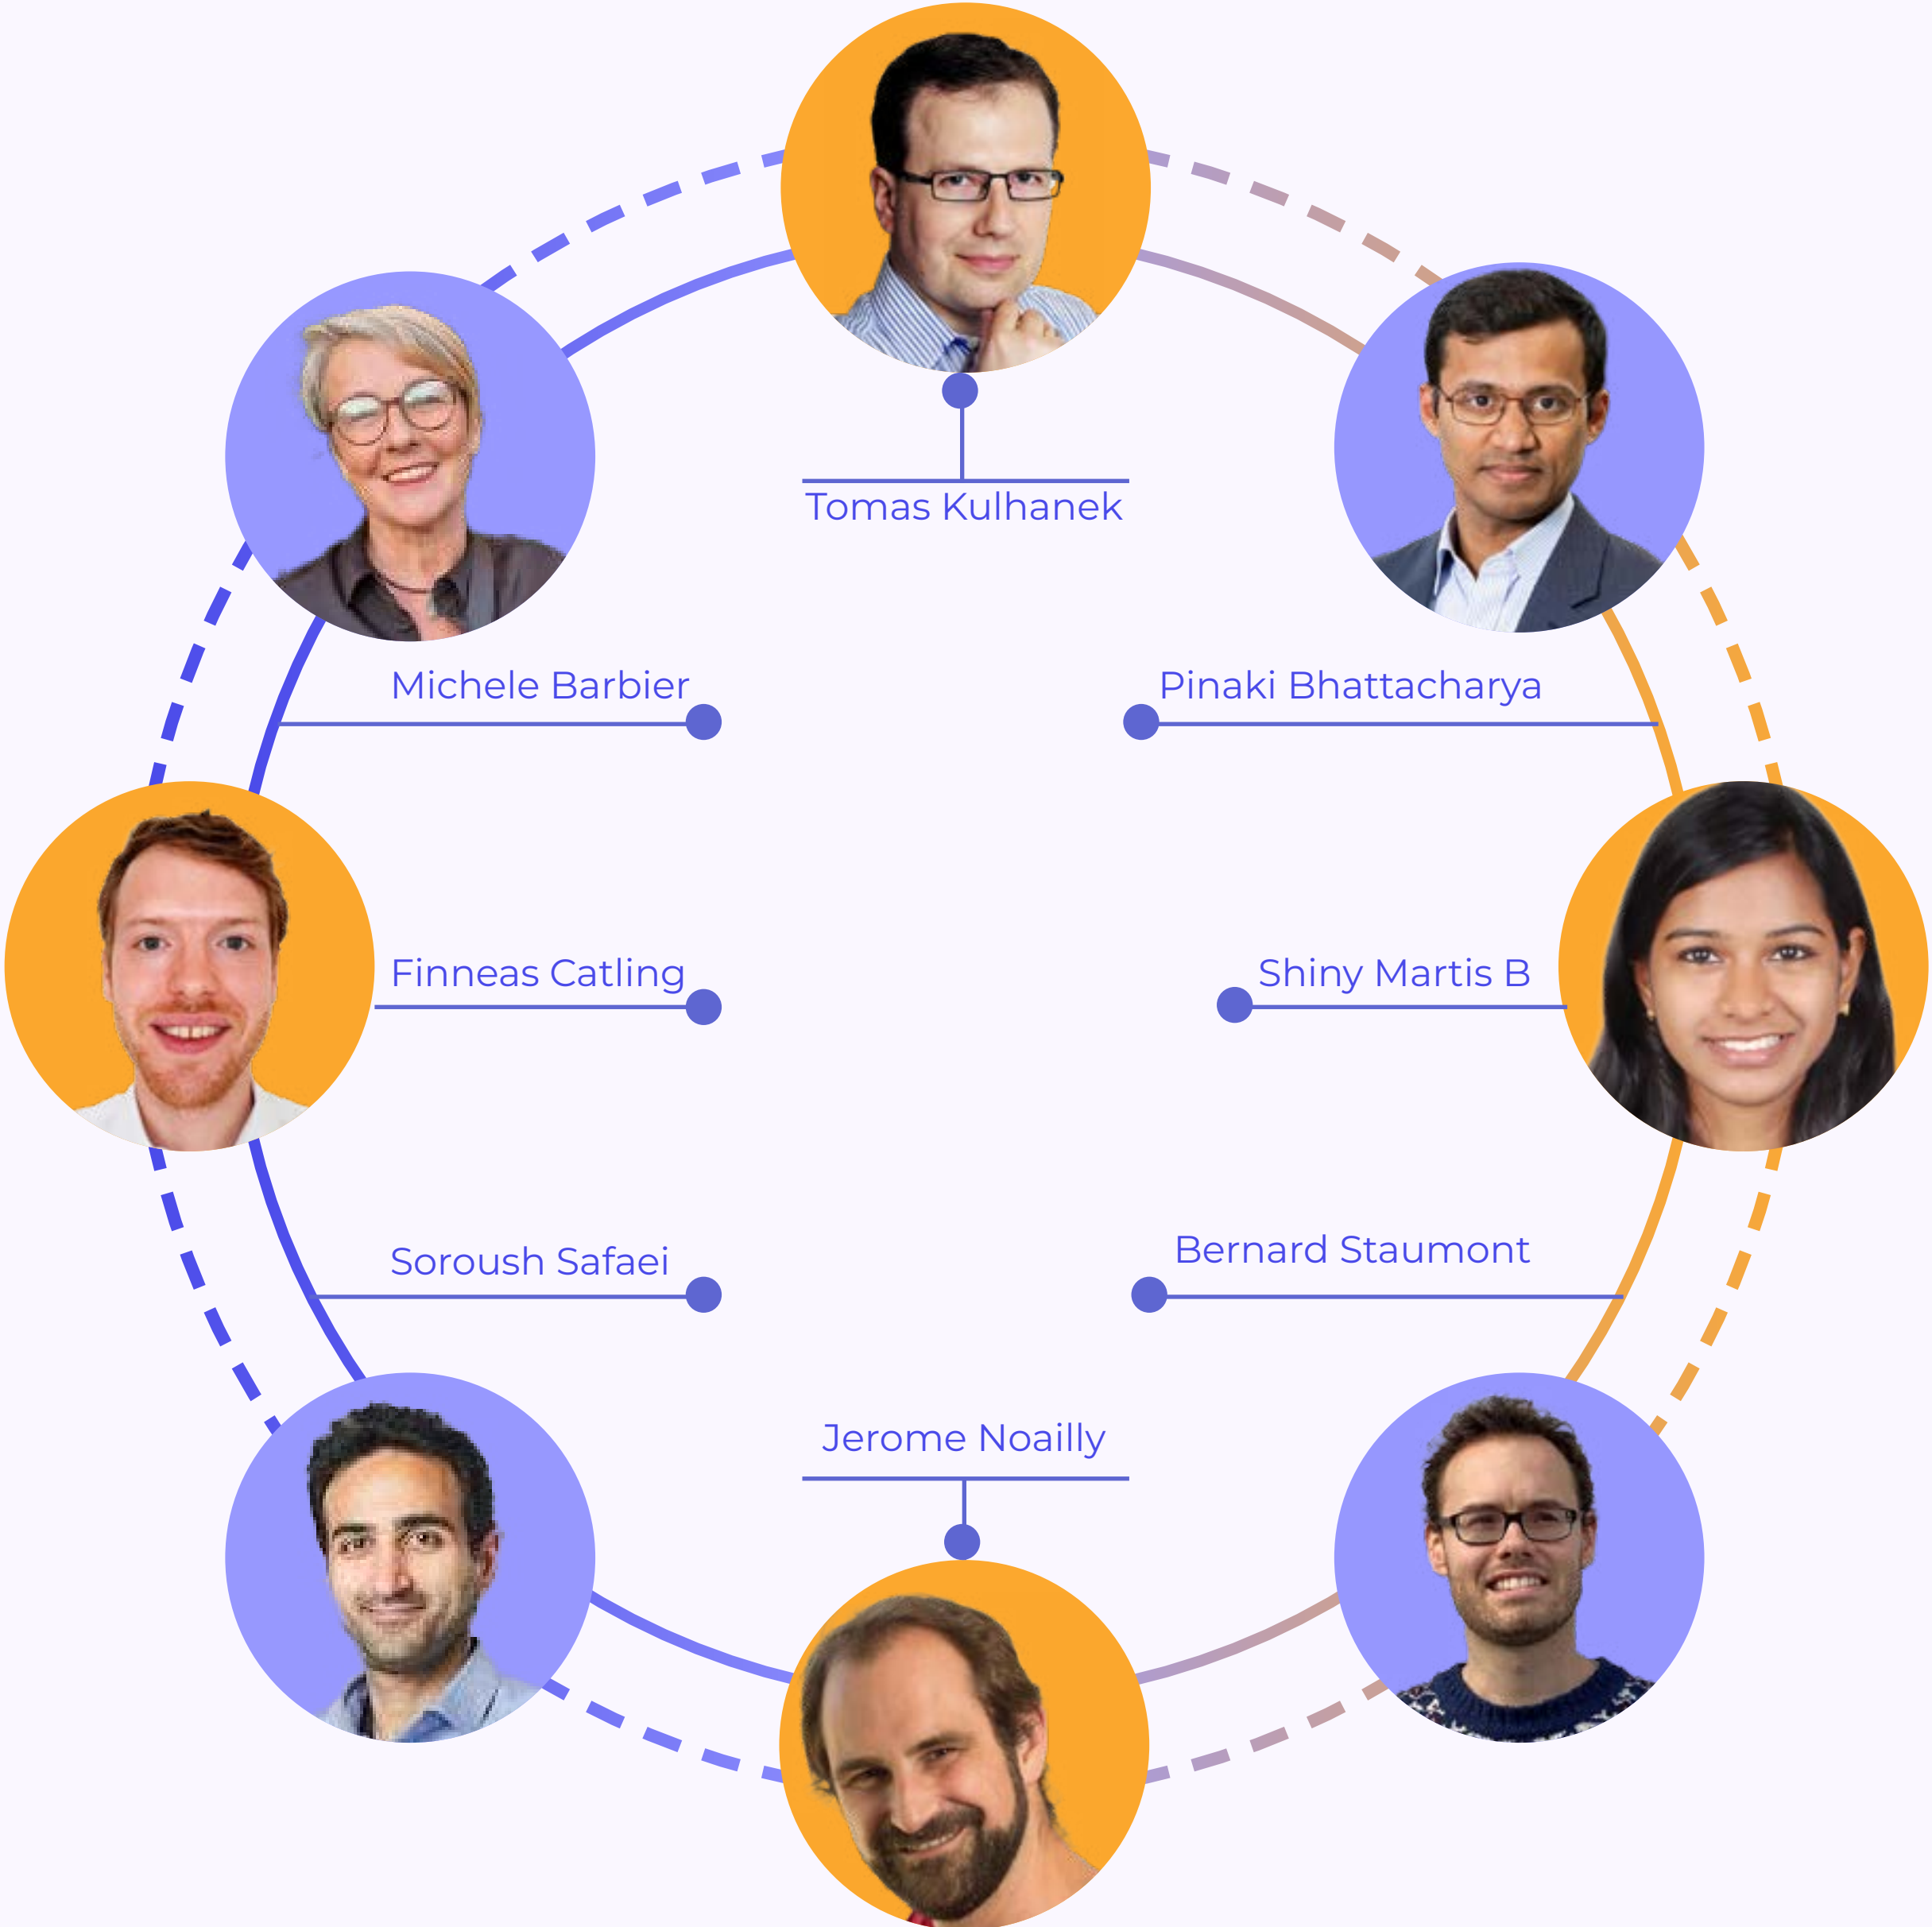 Tomas Kulhanek
Michele Barbier
Pinaki Bhattacharya
Finneas Catling
Shiny Martis B
Soroush Safaei
Bernard Staumont
Jerome Noailly